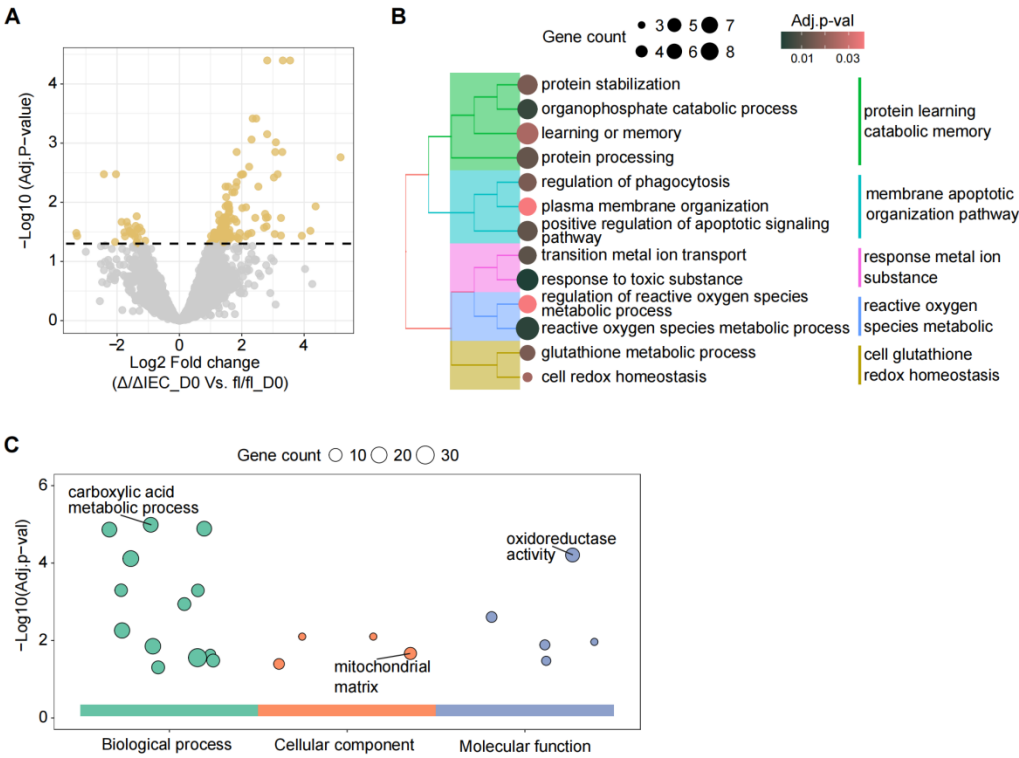 A
−Log10 (Adj.P−value)
4
3
2
1
0
−2
0
2
4
Log2 Fold change
(Δ/ΔIEC_D0 Vs. fl/fl_D0)
B
Gene count
3
5
7
4
6
8
Adj.p-val
0.01
0.03
protein stabilization
organophosphate catabolic process
learning or memory
protein processing
regulation of phagocytosis
plasma membrane organization
positive regulation of apoptotic signaling
pathway
transition metal ion transport
response to toxic substance
regulation of reactive oxygen species
metabolic process
reactive oxygen species metabolic process
glutathione metabolic process
cell redox homeostasis
protein learning
catabolic memory
membrane apoptotic
organization pathway
response metal ion
substance
reactive oxygen
species metabolic
cell glutathione
redox homeostasis
C
Gene count
10
20
30
−Log10(Adj.p−val)
6
4
2
0
carboxylic acid
metabolic process
oxidoreductase
activity
mitochondrial
matrix
Biological process
Cellular component
Molecular function